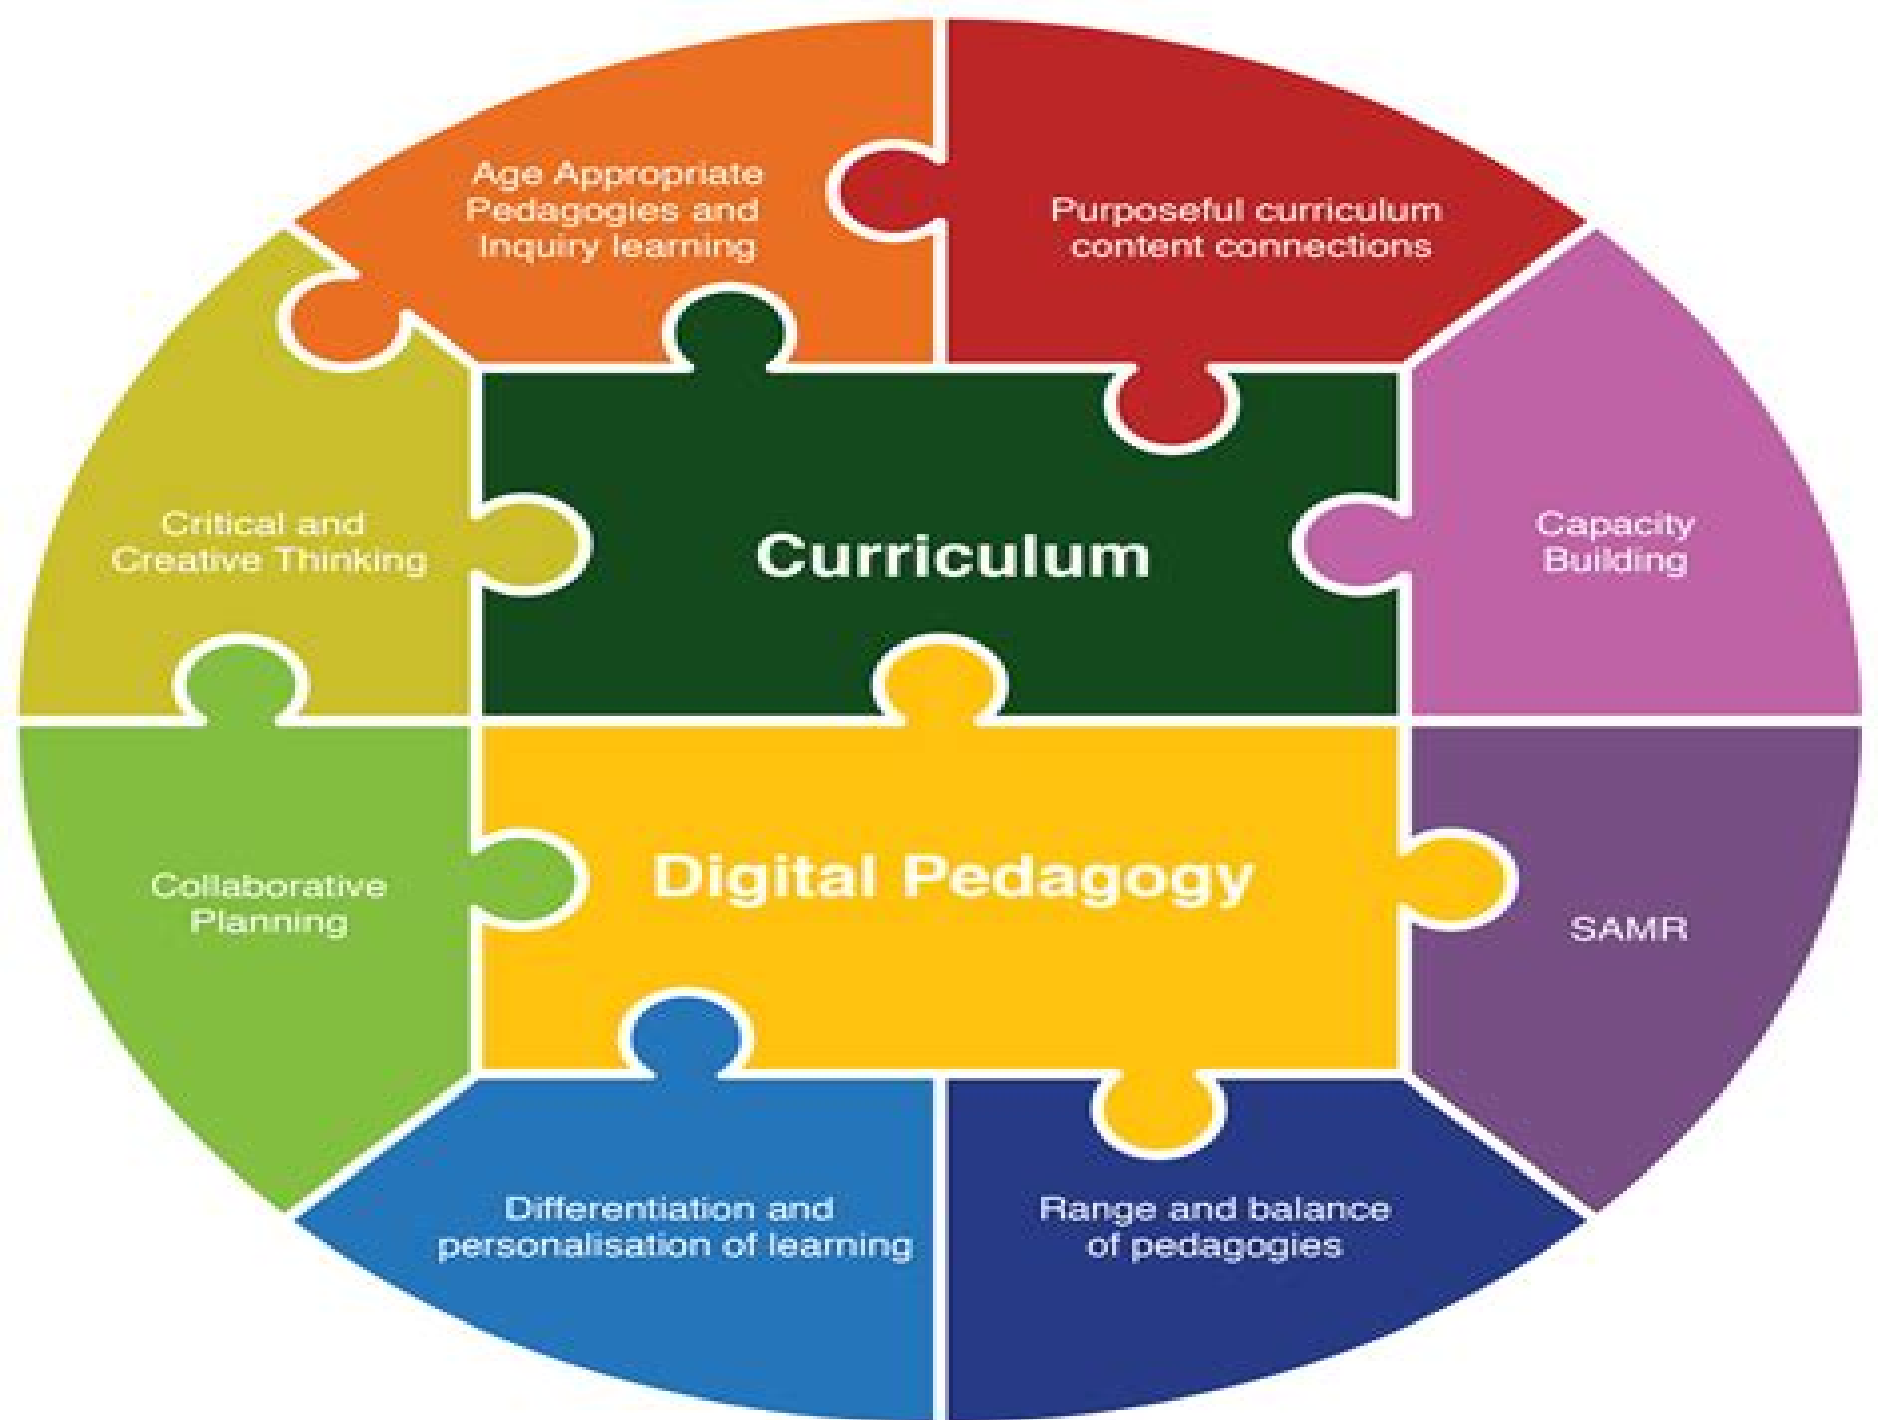 Age Appropriate
Pedagogies and
Inquiry learning
Purposeful curriculum
content connections
Critical and
Creative Thinking
Curriculum
Capacity
Building
Collaborative
Planning
Digital Pedagogy
SAMR
Differentiation and
personalisation of learning
Range and balance
of pedagogies